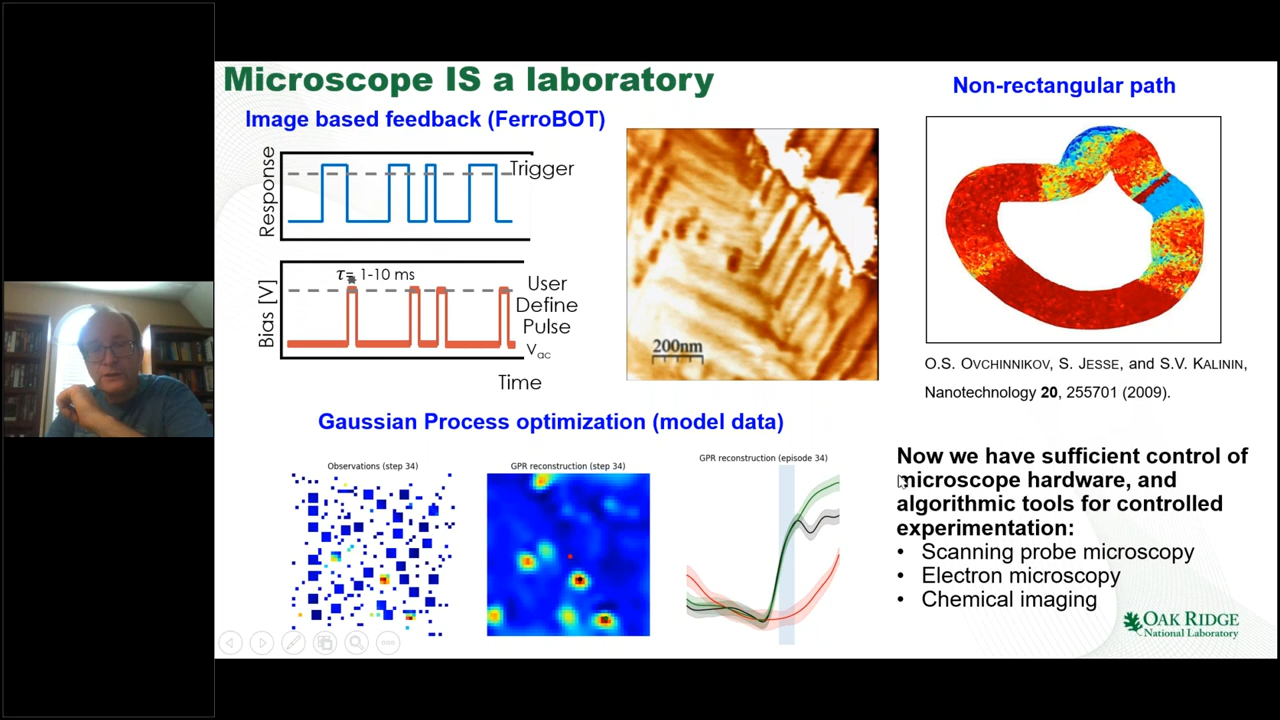 Microscope IS a laboratory
Image based feedback (FerroBOT)
Response
Trigger
Bias [V]
τ= 1-10 ms
User
Define
Pulse
Vac
Time
200nm
Non-rectangular path
O.S. OVCHINNIKOV, S. JESSE, and S.V. KALININ,
Nanotechnology 20, 255701 (2009).
Gaussian Process optimization (model data)
Observations (step 34)
GPR reconstruction (step 34)
GPR reconstruction (episode 34)
Now we have sufficient control of
microscope hardware, and
algorithmic tools for controlled
experimentation:
• Scanning probe microscopy
• Electron microscopy
• Chemical imaging
OAK RIDGE
National Laboratory